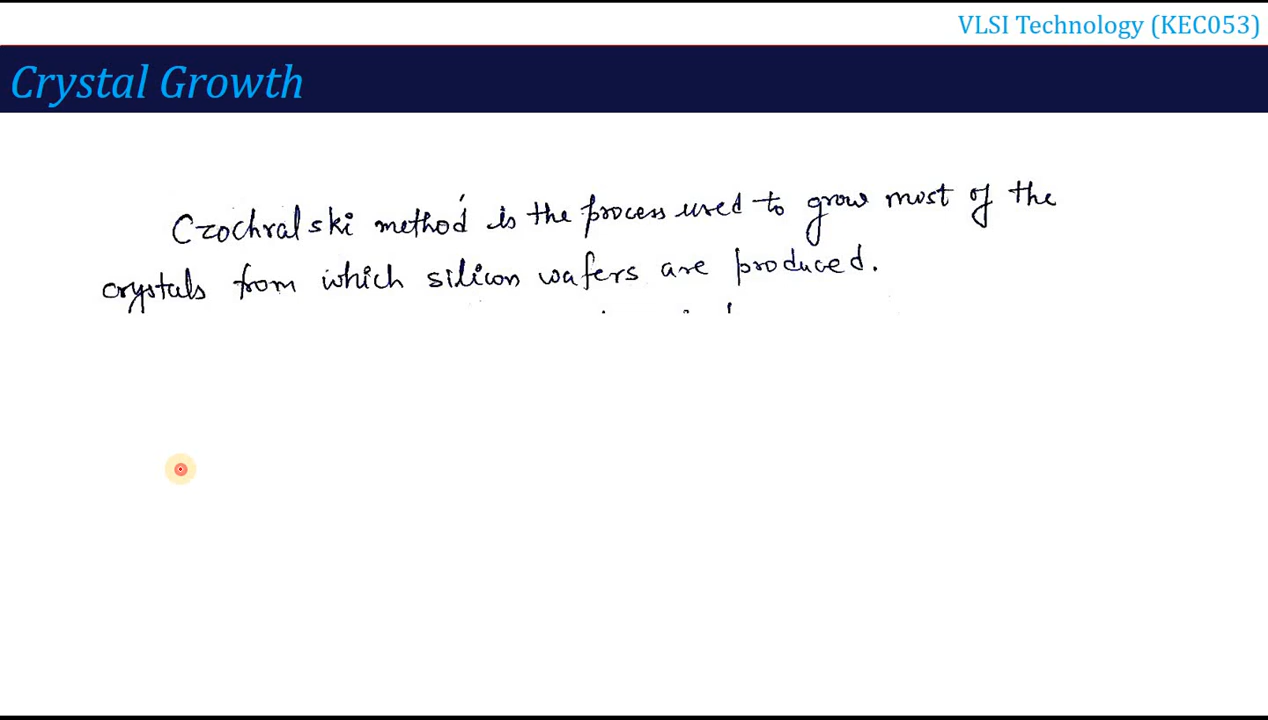 VLSI Technology (KEC053)
Crystal Growth
Czochralski method is the process used to grow most of the
crystals from which silicon wafers are produced.